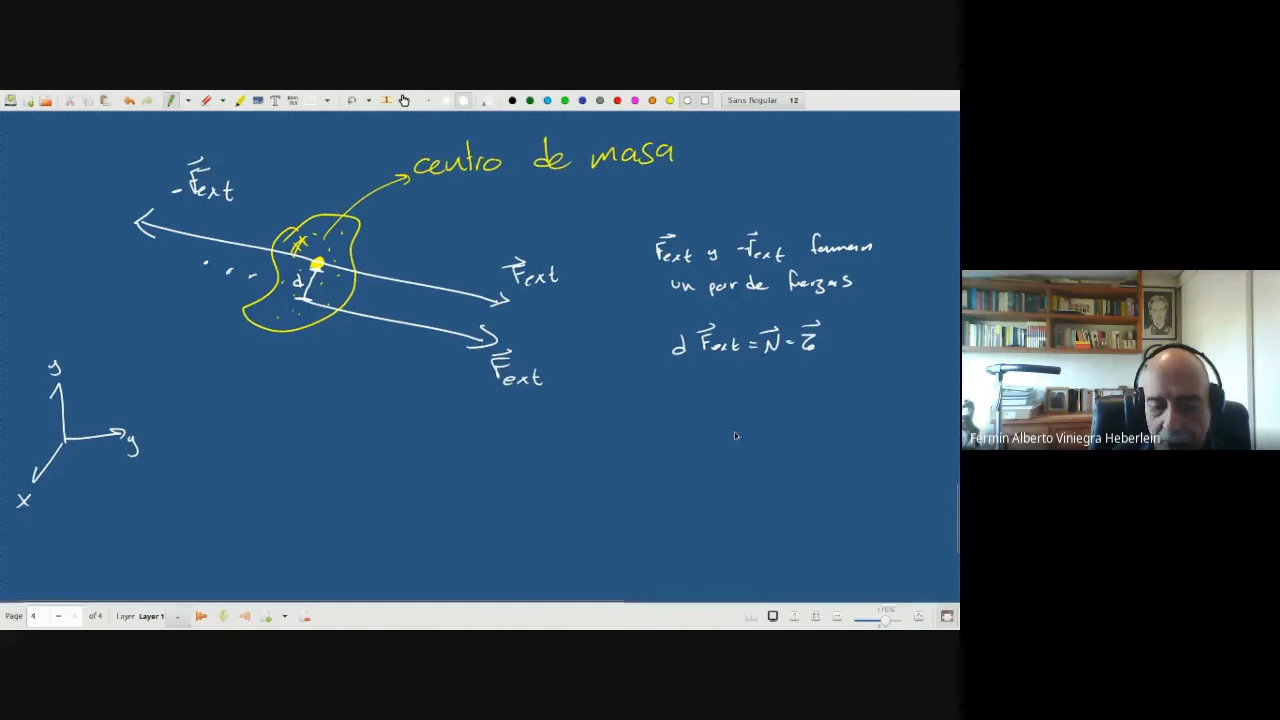 Sans Regular 12
centro de masa
-F⃗ext
F⃗ext y -F⃗ext forman
un par de fuerzas
F⃗ext
d
d F⃗ext = N⃗ = τ⃗
F⃗ext
y
y
x
Fermín Alberto Viniegra Heberlein
Page 4 of 4 Layer Layer 1 176%